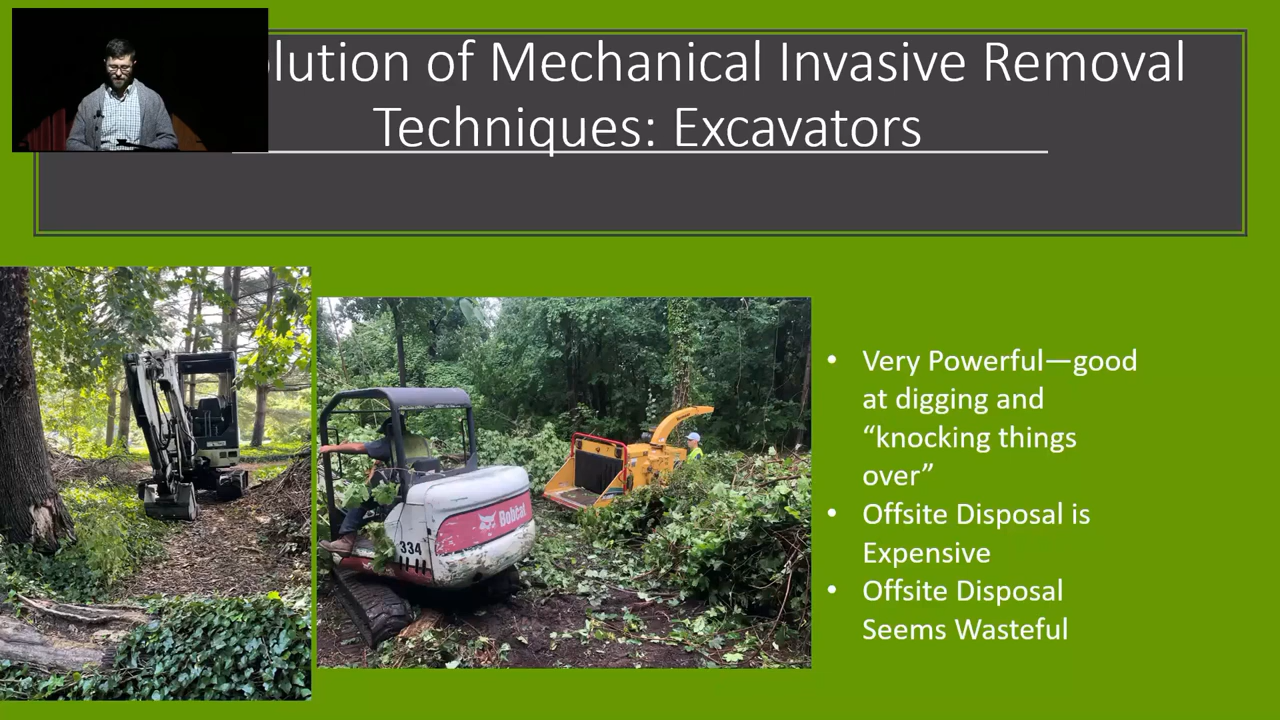 lution of Mechanical Invasive Removal
Techniques: Excavators
Bobcat
334
• Very Powerful—good
at digging and
“knocking things
over”
• Offsite Disposal is
Expensive
• Offsite Disposal
Seems Wasteful